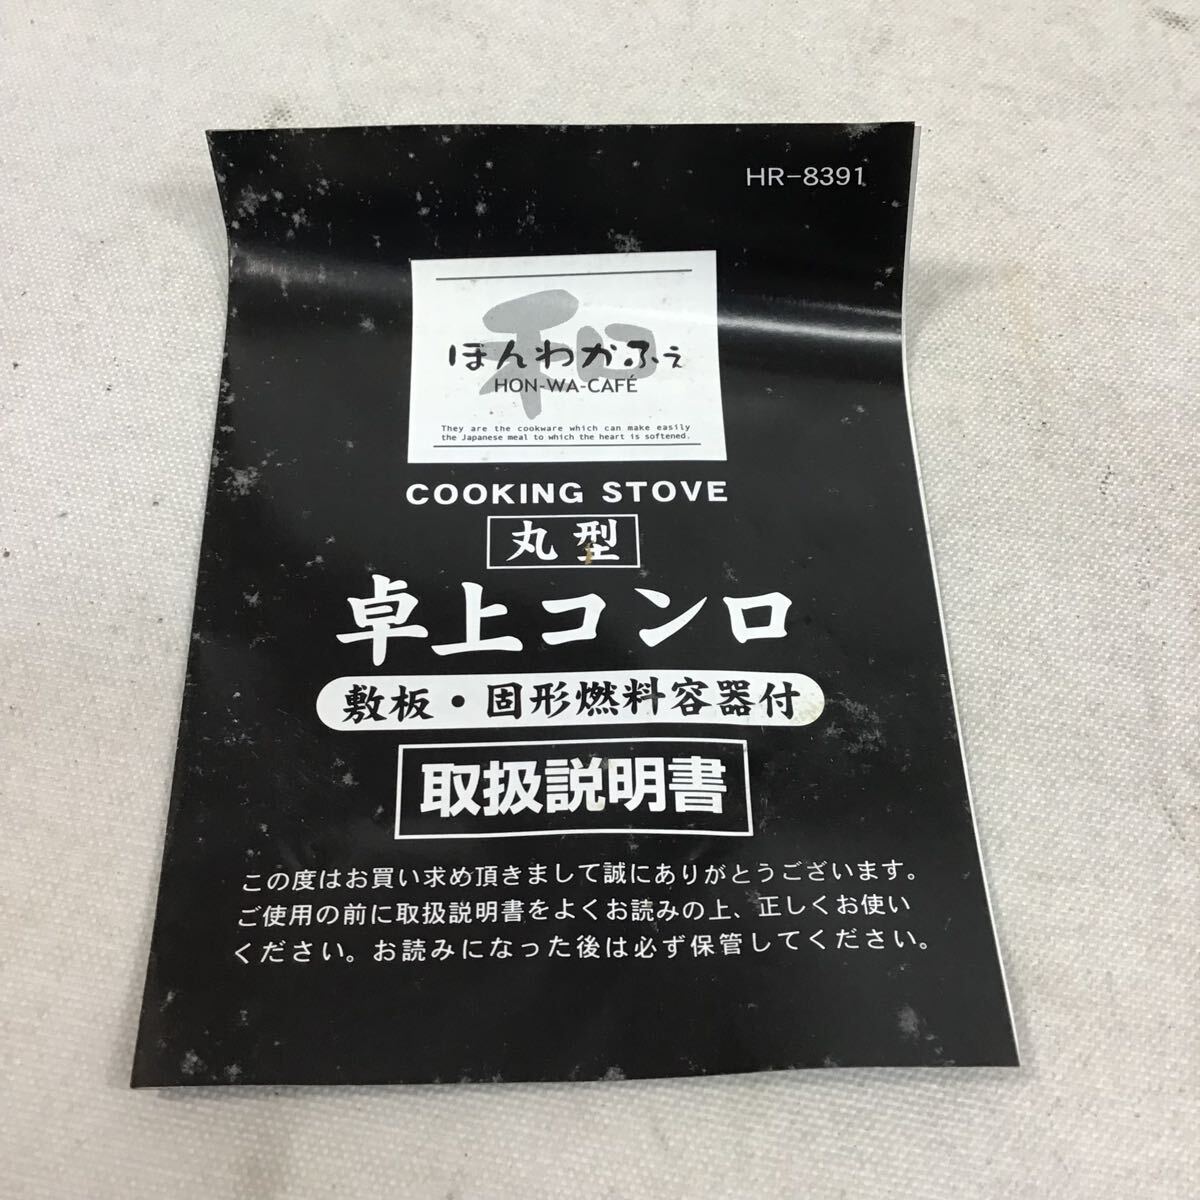 HR-8391
和
ほんわかふぇ
HON-WA-CAFÉ
They are the cookware which can make easily
the Japanese meal to which the heart is softened.
COOKING STOVE
丸型
卓上コンロ
敷板・固形燃料容器付
取扱説明書
この度はお買い求め頂きまして誠にありがとうございます。
ご使用の前に取扱説明書をよくお読みの上、正しくお使い
ください。お読みになった後は必ず保管してください。